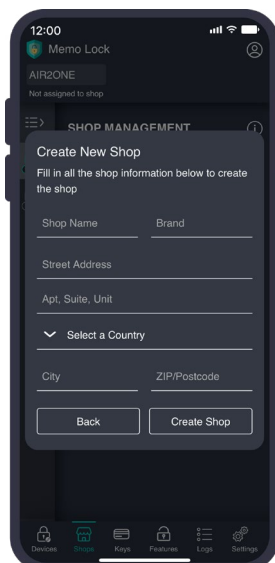 12:00
Memo Lock
AIR2ONE
Not assigned to shop
SHOP MANAGEMENT
Create New Shop
Fill in all the shop information below to create
the shop
Shop Name Brand
Street Address
Apt, Suite, Unit
Select a Country
City ZIP/Postcode
Back Create Shop
Devices Shops Keys Features Logs Settings